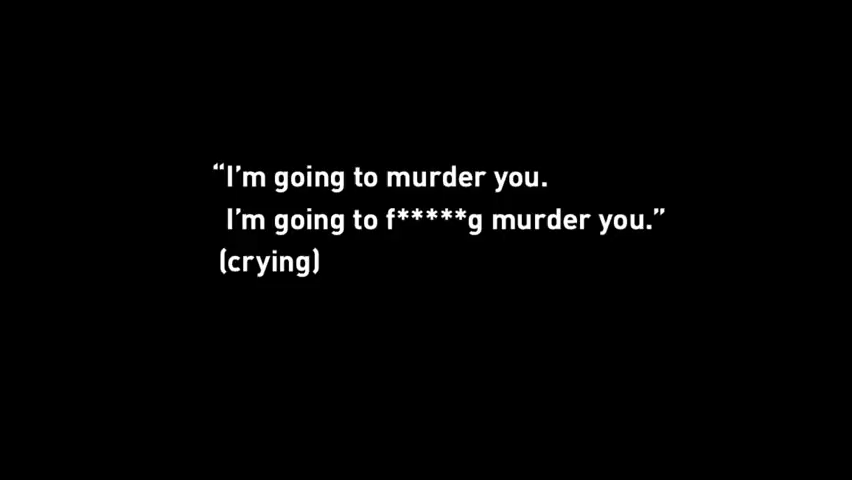 “I’m going to murder you.
I’m going to f*****g murder you.”
(crying)